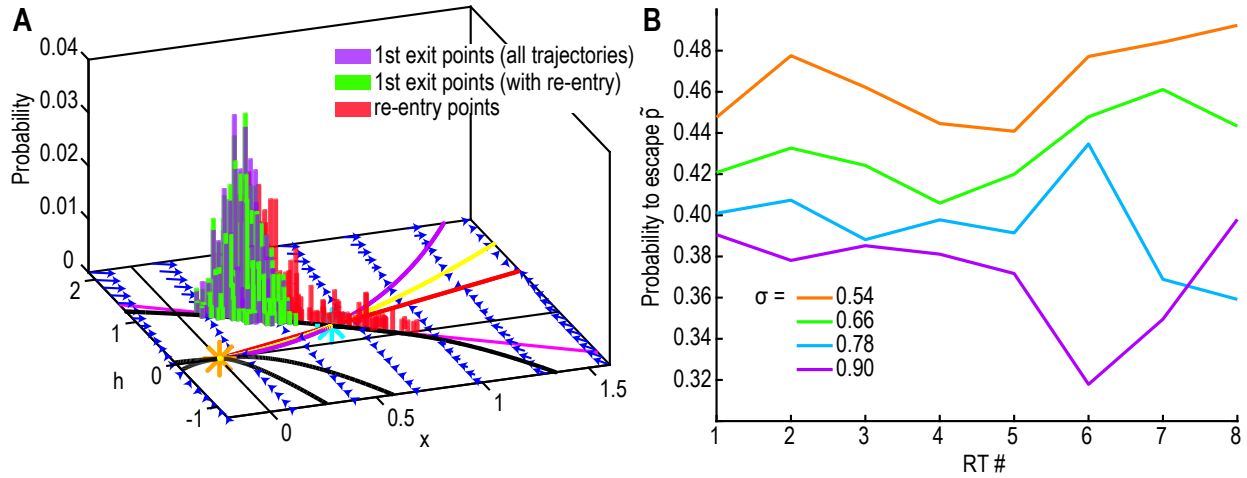 A
0.04
0.03
0.02
0.01
0
Probability
1st exit points (all trajectories)
1st exit points (with re-entry)
re-entry points
2
1
0
-1
h
0
0.5
1
1.5
x
B
0.48
0.46
0.44
0.42
0.40
0.38
0.36
0.34
0.32
Probability to escape p̃
σ =
0.54
0.66
0.78
0.90
1 2 3 4 5 6 7 8
RT #